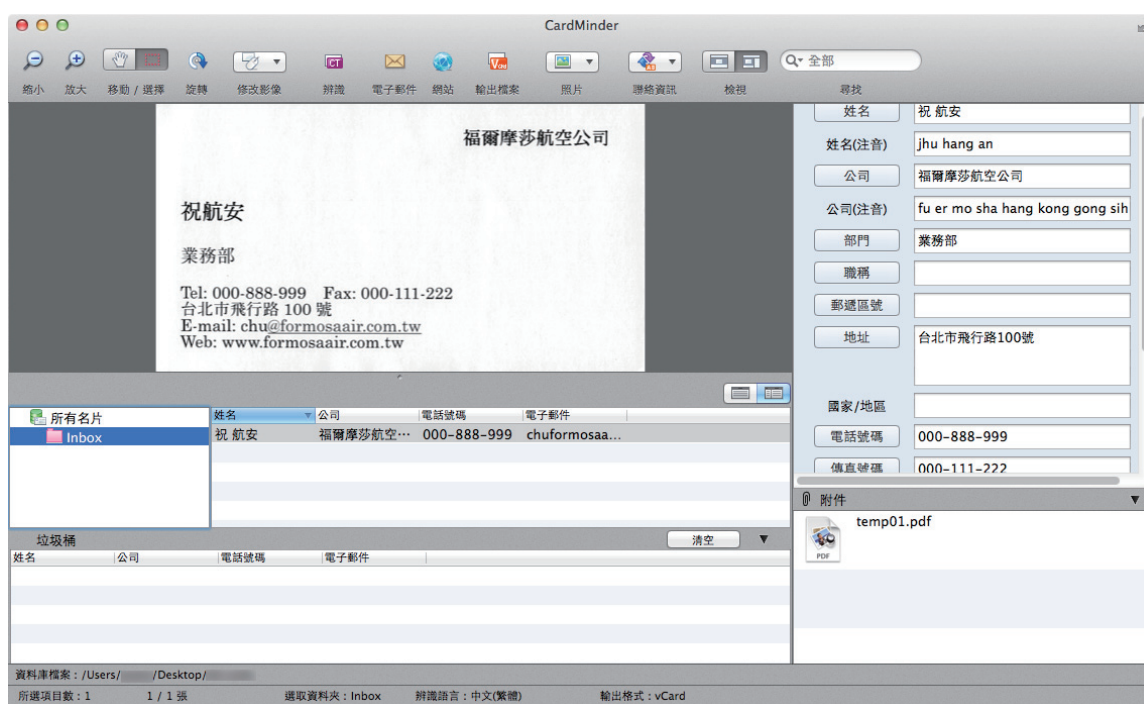 CardMinder
全部
縮小 放大 移動 / 選擇 旋轉 修改影像 辨識 電子郵件 網站 輸出檔案 照片 聯絡資訊 檢視 尋找
福爾摩莎航空公司
祝航安
業務部
Tel: 000-888-999 Fax: 000-111-222
台北市飛行路 100 號
E-mail: chu@formosaair.com.tw
Web: www.formosaair.com.tw
姓名 祝 航安
姓名(注音) jhu hang an
公司 福爾摩莎航空公司
公司(注音) fu er mo sha hang kong gong sih
部門 業務部
職稱
郵遞區號
地址 台北市飛行路100號
國家/地區
電話號碼 000-888-999
傳真號碼 000-111-222
所有名片
Inbox
姓名 公司 電話號碼 電子郵件
祝 航安 福爾摩莎航空… 000-888-999 chuformosaa...
附件
temp01.pdf
PDF
垃圾桶 清空
姓名 公司 電話號碼 電子郵件
資料庫檔案：/Users/ /Desktop/
所選項目數：1 1 / 1 張 選取資料夾：Inbox 辨識語言：中文(繁體) 輸出格式：vCard